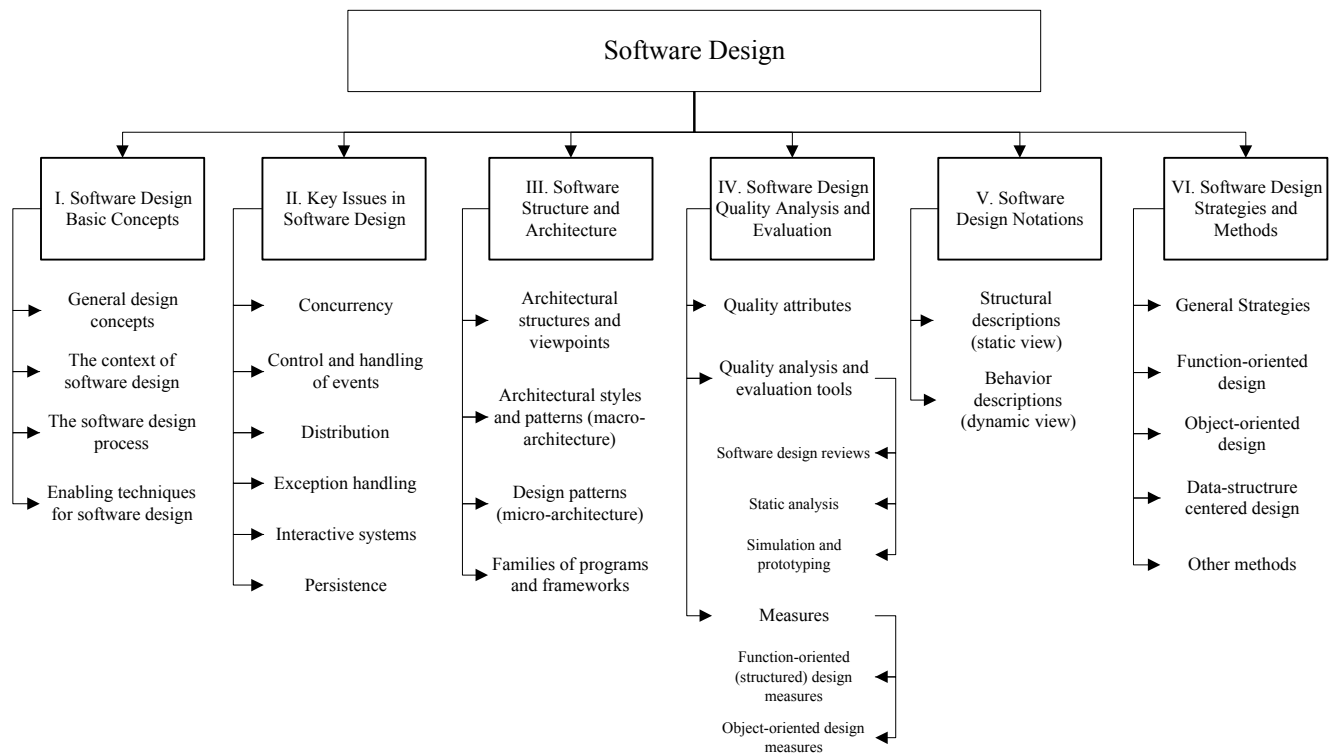 Software Design
I. Software Design
Basic Concepts
General design
concepts
The context of
software design
The software design
process
Enabling techniques
for software design
II. Key Issues in
Software Design
Concurrency
Control and handling
of events
Distribution
Exception handling
Interactive systems
Persistence
III. Software
Structure and
Architecture
Architectural
structures and
viewpoints
Architectural styles
and patterns (macro-
architecture)
Design patterns
(micro-architecture)
Families of programs
and frameworks
IV. Software Design
Quality Analysis and
Evaluation
Quality attributes
Quality analysis and
evaluation tools
Software design reviews
Static analysis
Simulation and
prototyping
Measures
Function-oriented
(structured) design
measures
Object-oriented design
measures
V. Software
Design Notations
Structural
descriptions
(static view)
Behavior
descriptions
(dynamic view)
VI. Software Design
Strategies and
Methods
General Strategies
Function-oriented
design
Object-oriented
design
Data-structrure
centered design
Other methods